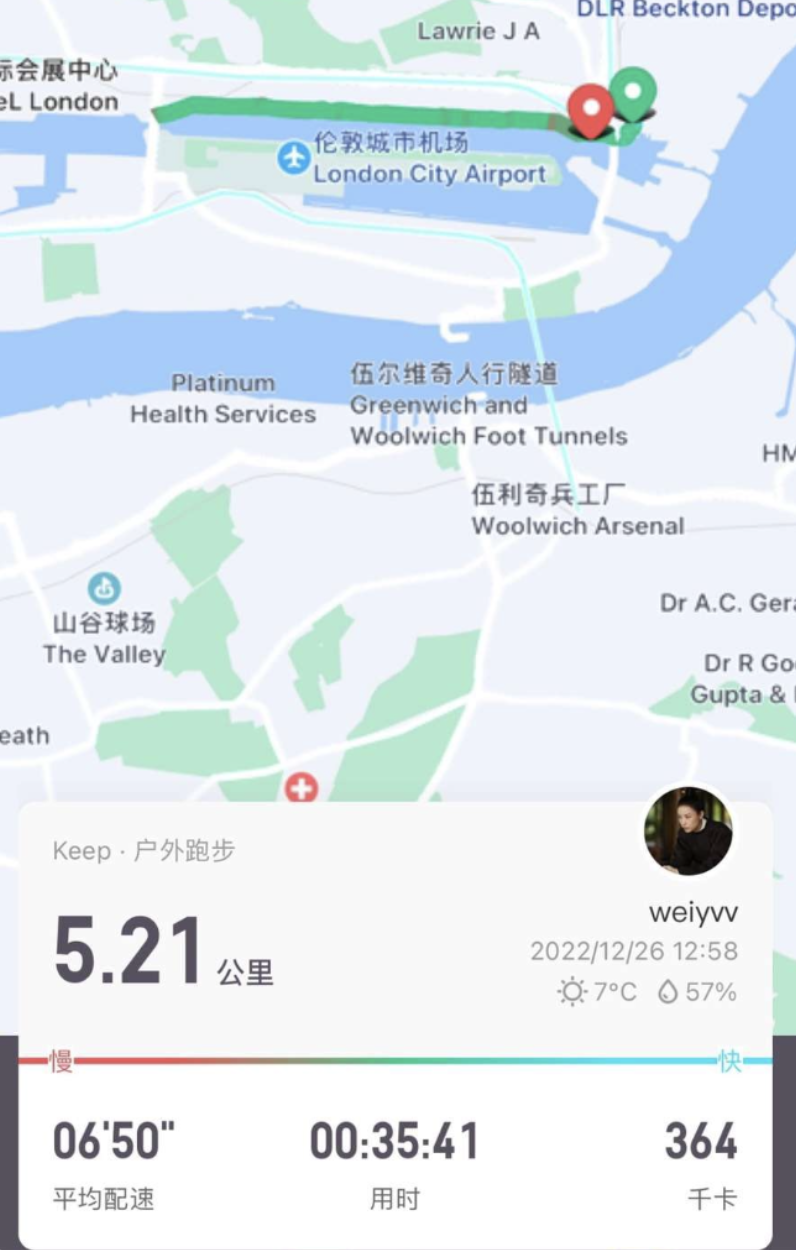 DLR Beckton Depo
Lawrie J A
际会展中心
eL London
伦敦城市机场
London City Airport
Platinum
Health Services
伍尔维奇人行隧道
Greenwich and
Woolwich Foot Tunnels
HM
伍利奇兵工厂
Woolwich Arsenal
山谷球场
The Valley
Dr A.C. Gera
Dr R Go
Gupta &
eath
Keep · 户外跑步
5.21 公里
weiyvv
2022/12/26 12:58
7°C 57%
慢 快
06'50" 00:35:41 364
平均配速 用时 千卡